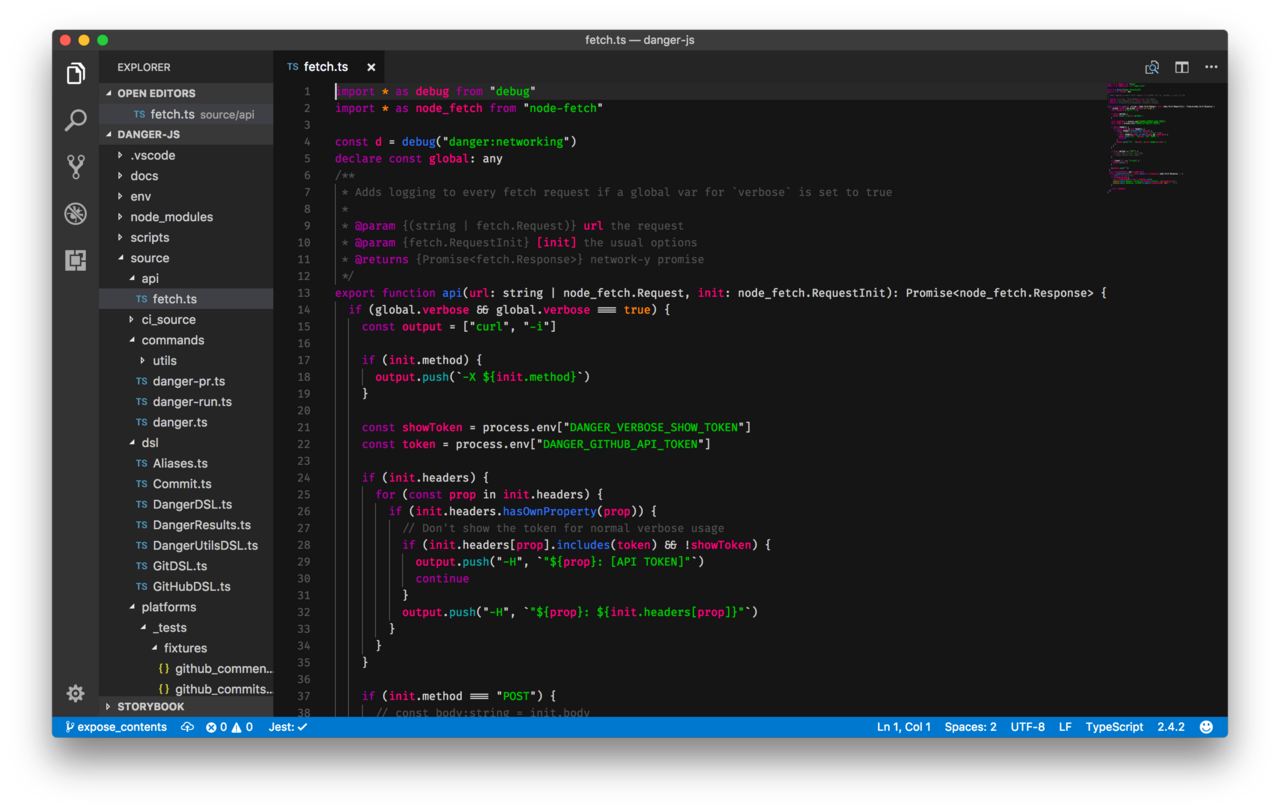 fetch.ts — danger-js
EXPLORER
OPEN EDITORS
TS fetch.ts source/api
DANGER-JS
.vscode
docs
env
node_modules
scripts
source
api
TS fetch.ts
ci_source
commands
utils
TS danger-pr.ts
TS danger-run.ts
TS danger.ts
dsl
TS Aliases.ts
TS Commit.ts
TS DangerDSL.ts
TS DangerResults.ts
TS DangerUtilsDSL.ts
TS GitDSL.ts
TS GitHubDSL.ts
platforms
_tests
fixtures
{} github_commen...
{} github_commits...
STORYBOOK
TS fetch.ts
1 import * as debug from "debug"
2 import * as node_fetch from "node-fetch"
3
4 const d = debug("danger:networking")
5 declare const global: any
6 /**
7 * Adds logging to every fetch request if a global var for `verbose` is set to true
8 *
9 * @param {(string | fetch.Request)} url the request
10 * @param {fetch.RequestInit} [init] the usual options
11 * @returns {Promise<fetch.Response>} network-y promise
12 */
13 export function api(url: string | node_fetch.Request, init: node_fetch.RequestInit): Promise<node_fetch.Response> {
14 if (global.verbose && global.verbose === true) {
15 const output = ["curl", "-i"]
16
17 if (init.method) {
18 output.push(`-X ${init.method}`)
19 }
20
21 const showToken = process.env["DANGER_VERBOSE_SHOW_TOKEN"]
22 const token = process.env["DANGER_GITHUB_API_TOKEN"]
23
24 if (init.headers) {
25 for (const prop in init.headers) {
26 if (init.headers.hasOwnProperty(prop)) {
27 // Don't show the token for normal verbose usage
28 if (init.headers[prop].includes(token) && !showToken) {
29 output.push("-H", `"${prop}: [API TOKEN]"`)
30 continue
31 }
32 output.push("-H", `"${prop}: ${init.headers[prop]}"`)
33 }
34 }
35 }
36
37 if (init.method === "POST") {
38 // const body:string = init.body
expose_contents 0 0 Jest: ✓ Ln 1, Col 1 Spaces: 2 UTF-8 LF TypeScript 2.4.2